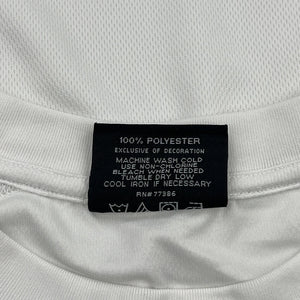 100% POLYESTER
EXCLUSIVE OF DECORATION
MACHINE WASH COLD
USE NON-CHLORINE
BLEACH WHEN NEEDED
TUMBLE DRY LOW
COOL IRON IF NECESSARY
RN# 77386